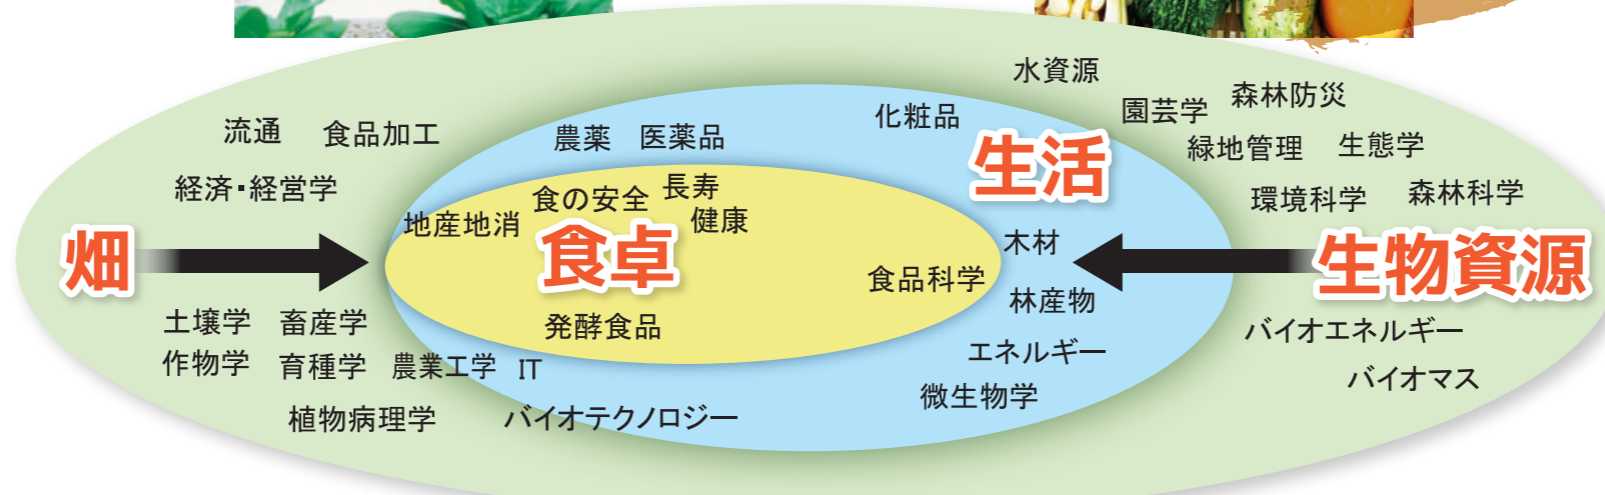 水資源
化粧品
園芸学
森林防災
流通
食品加工
農薬
医薬品
生活
緑地管理
生態学
経済・経営学
食の安全
長寿
環境科学
森林科学
地産地消
健康
畑
食卓
木材
生物資源
食品科学
林産物
土壌学
畜産学
発酵食品
バイオエネルギー
作物学
育種学
農業工学
IT
エネルギー
バイオマス
微生物学
植物病理学
バイオテクノロジー